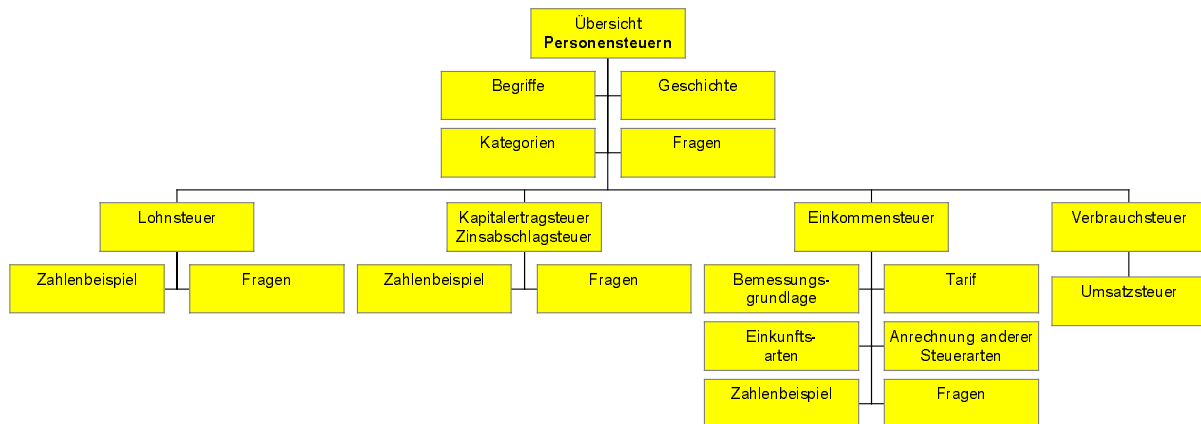 Übersicht
Personensteuern
Begriffe
Geschichte
Kategorien
Fragen
Lohnsteuer
Kapitalertragsteuer
Zinsabschlagsteuer
Einkommensteuer
Verbrauchsteuer
Zahlenbeispiel
Fragen
Zahlenbeispiel
Fragen
Bemessungs-
grundlage
Tarif
Umsatzsteuer
Einkunfts-
arten
Anrechnung anderer
Steuerarten
Zahlenbeispiel
Fragen